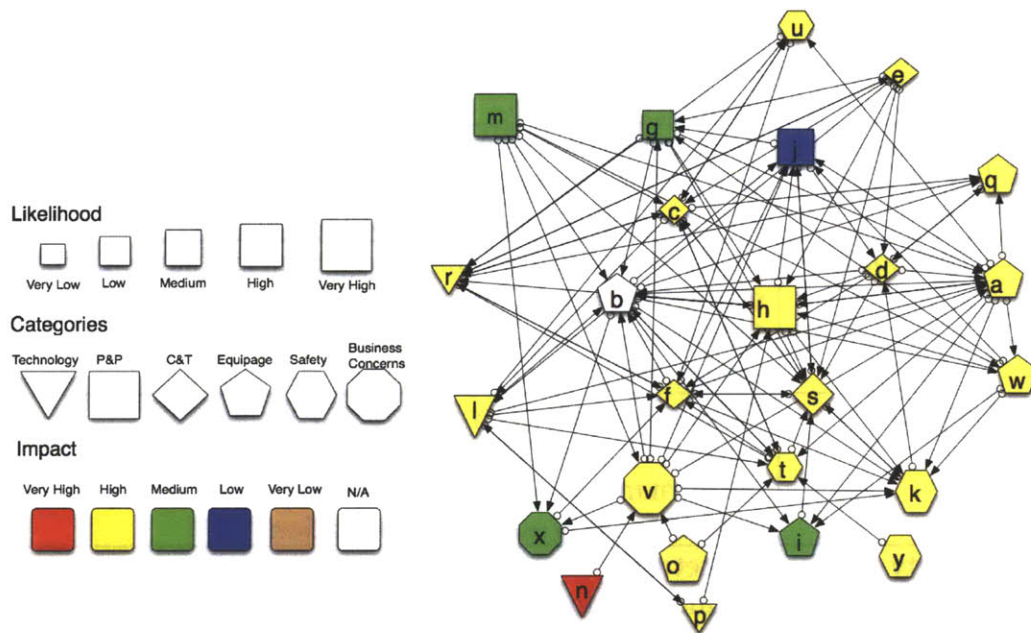 Likelihood
Very Low
Low
Medium
High
Very High
Categories
Technology
P&P
C&T
Equipage
Safety
Business
Concerns
Impact
Very High
High
Medium
Low
Very Low
N/A
u
e
m
g
j
q
c
r
b
h
d
a
l
f
s
w
t
v
k
x
i
o
y
n
p